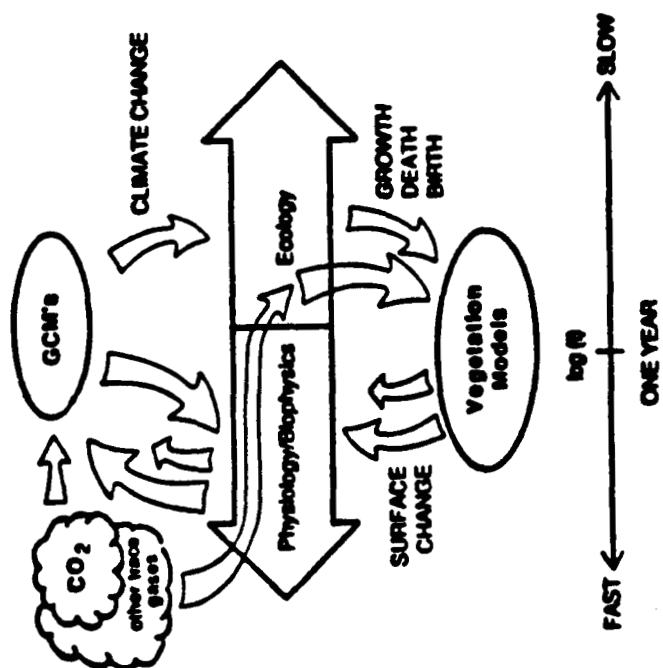 CO2
other trace
gases
GCM's
CLIMATE CHANGE
Physiology/Biophysics
Ecology
SURFACE
CHANGE
GROWTH
DEATH
BIRTH
Vegetation
Models
log (t)
FAST
SLOW
ONE YEAR